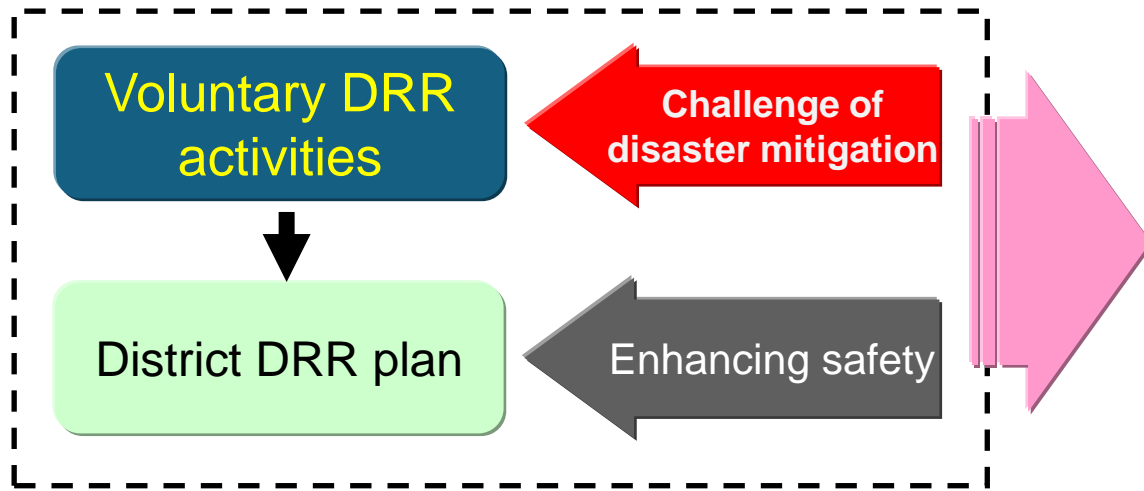 Voluntary DRR
activities
Challenge of
disaster mitigation
District DRR plan
Enhancing safety